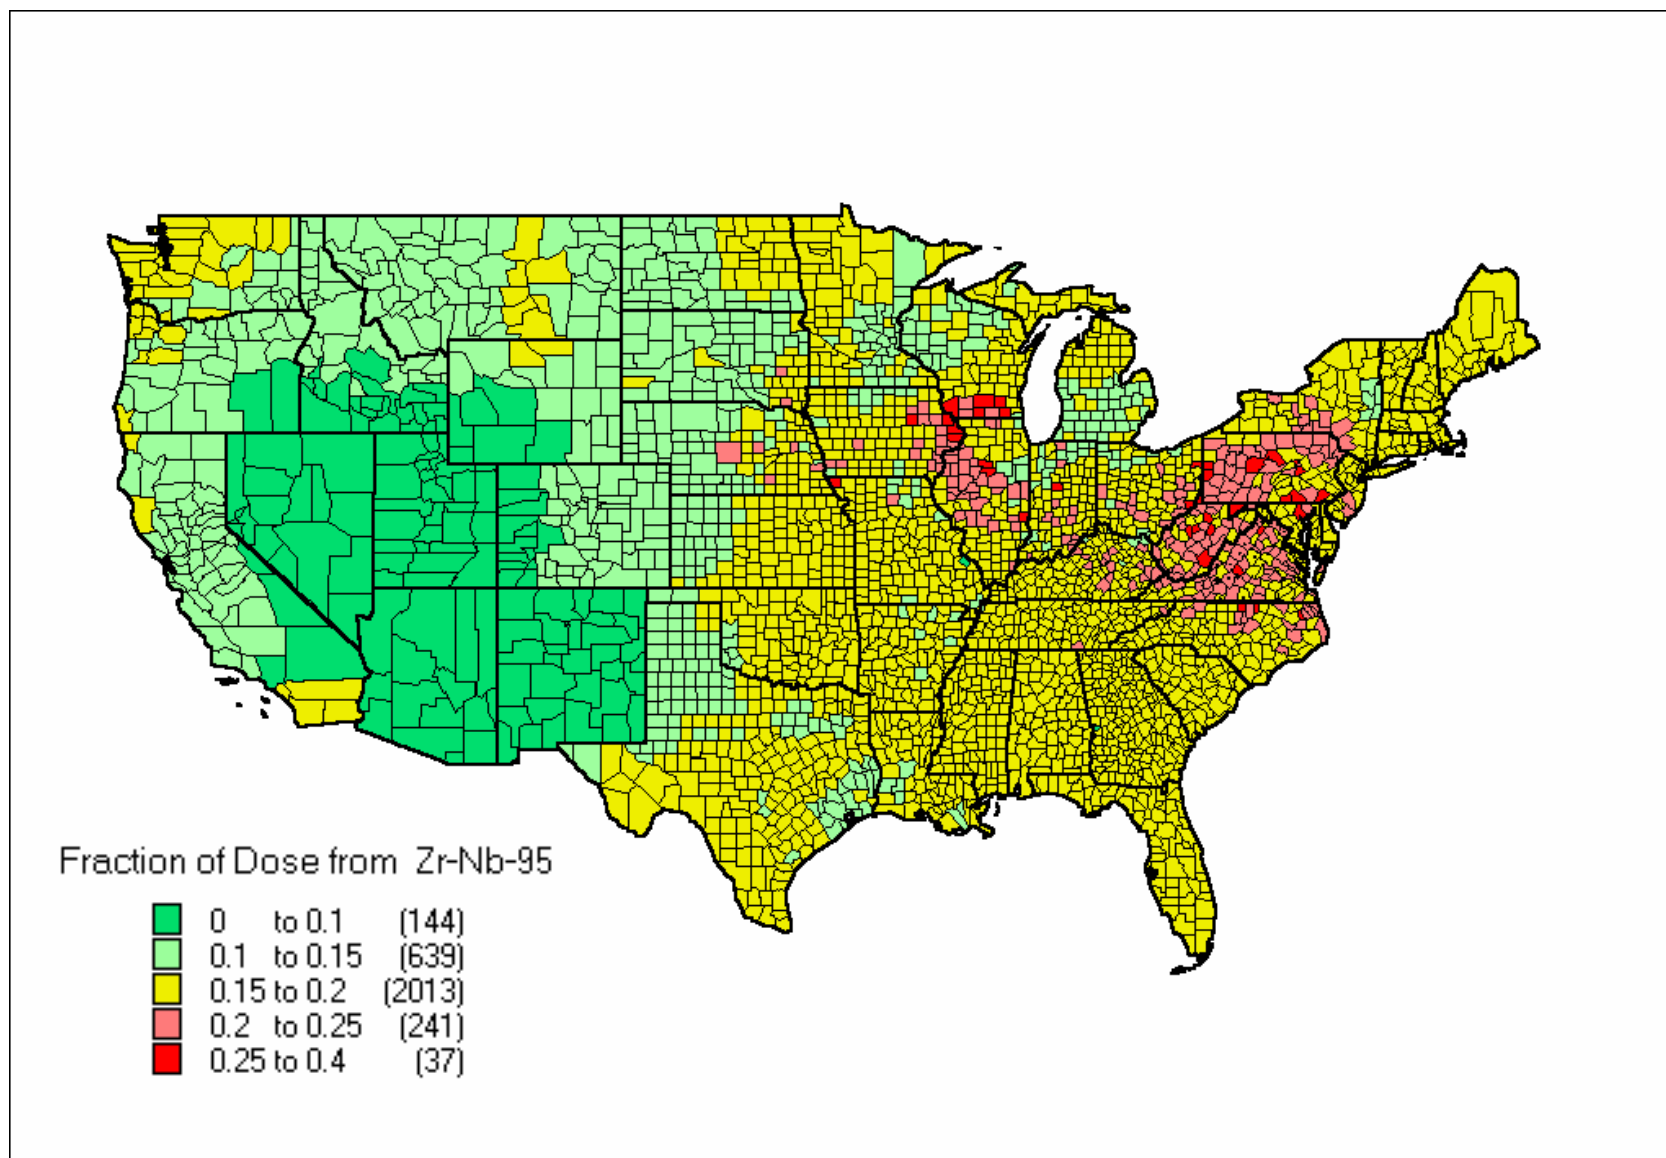 Fraction of Dose from Zr-Nb-95
0 to 0.1 (144)
0.1 to 0.15 (639)
0.15 to 0.2 (2013)
0.2 to 0.25 (241)
0.25 to 0.4 (37)